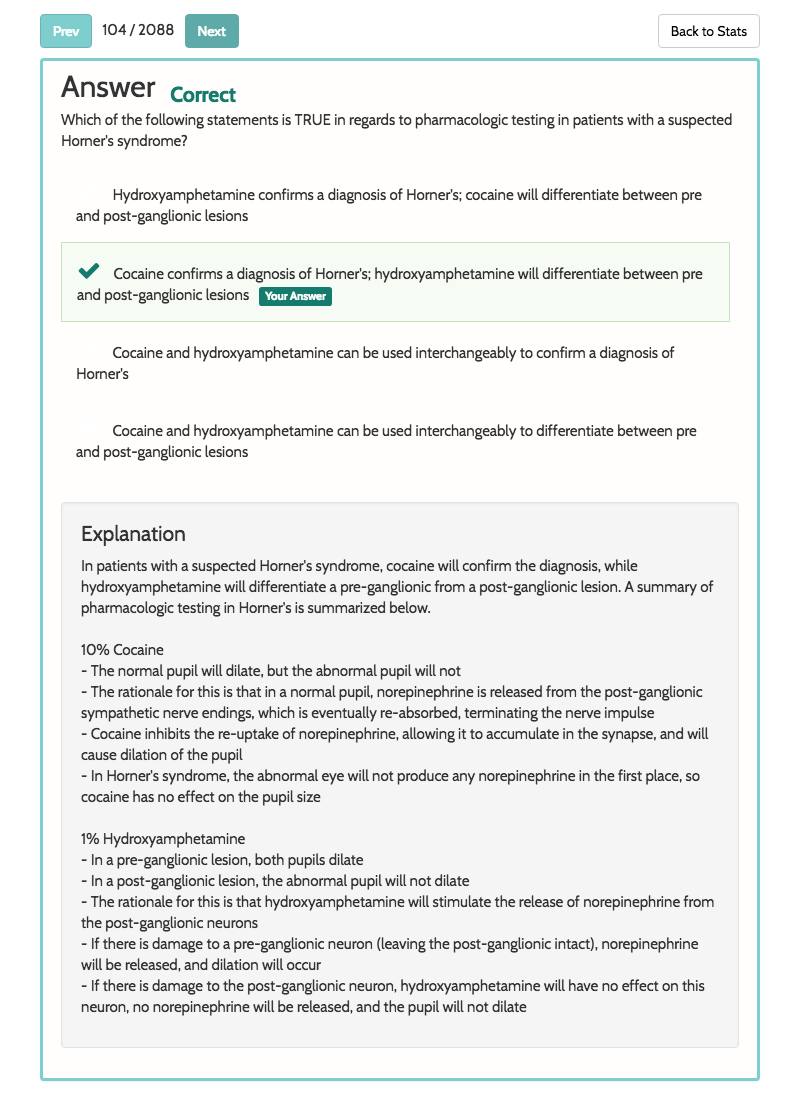 Prev 104 / 2088 Next Back to Stats
Answer Correct
Which of the following statements is TRUE in regards to pharmacologic testing in patients with a suspected
Horner's syndrome?
Hydroxyamphetamine confirms a diagnosis of Horner's; cocaine will differentiate between pre
and post-ganglionic lesions
Cocaine confirms a diagnosis of Horner's; hydroxyamphetamine will differentiate between pre
and post-ganglionic lesions Your Answer
Cocaine and hydroxyamphetamine can be used interchangeably to confirm a diagnosis of
Horner's
Cocaine and hydroxyamphetamine can be used interchangeably to differentiate between pre
and post-ganglionic lesions
Explanation
In patients with a suspected Horner's syndrome, cocaine will confirm the diagnosis, while
hydroxyamphetamine will differentiate a pre-ganglionic from a post-ganglionic lesion. A summary of
pharmacologic testing in Horner's is summarized below.
10% Cocaine
- The normal pupil will dilate, but the abnormal pupil will not
- The rationale for this is that in a normal pupil, norepinephrine is released from the post-ganglionic
sympathetic nerve endings, which is eventually re-absorbed, terminating the nerve impulse
- Cocaine inhibits the re-uptake of norepinephrine, allowing it to accumulate in the synapse, and will
cause dilation of the pupil
- In Horner's syndrome, the abnormal eye will not produce any norepinephrine in the first place, so
cocaine has no effect on the pupil size
1% Hydroxyamphetamine
- In a pre-ganglionic lesion, both pupils dilate
- In a post-ganglionic lesion, the abnormal pupil will not dilate
- The rationale for this is that hydroxyamphetamine will stimulate the release of norepinephrine from
the post-ganglionic neurons
- If there is damage to a pre-ganglionic neuron (leaving the post-ganglionic intact), norepinephrine
will be released, and dilation will occur
- If there is damage to the post-ganglionic neuron, hydroxyamphetamine will have no effect on this
neuron, no norepinephrine will be released, and the pupil will not dilate